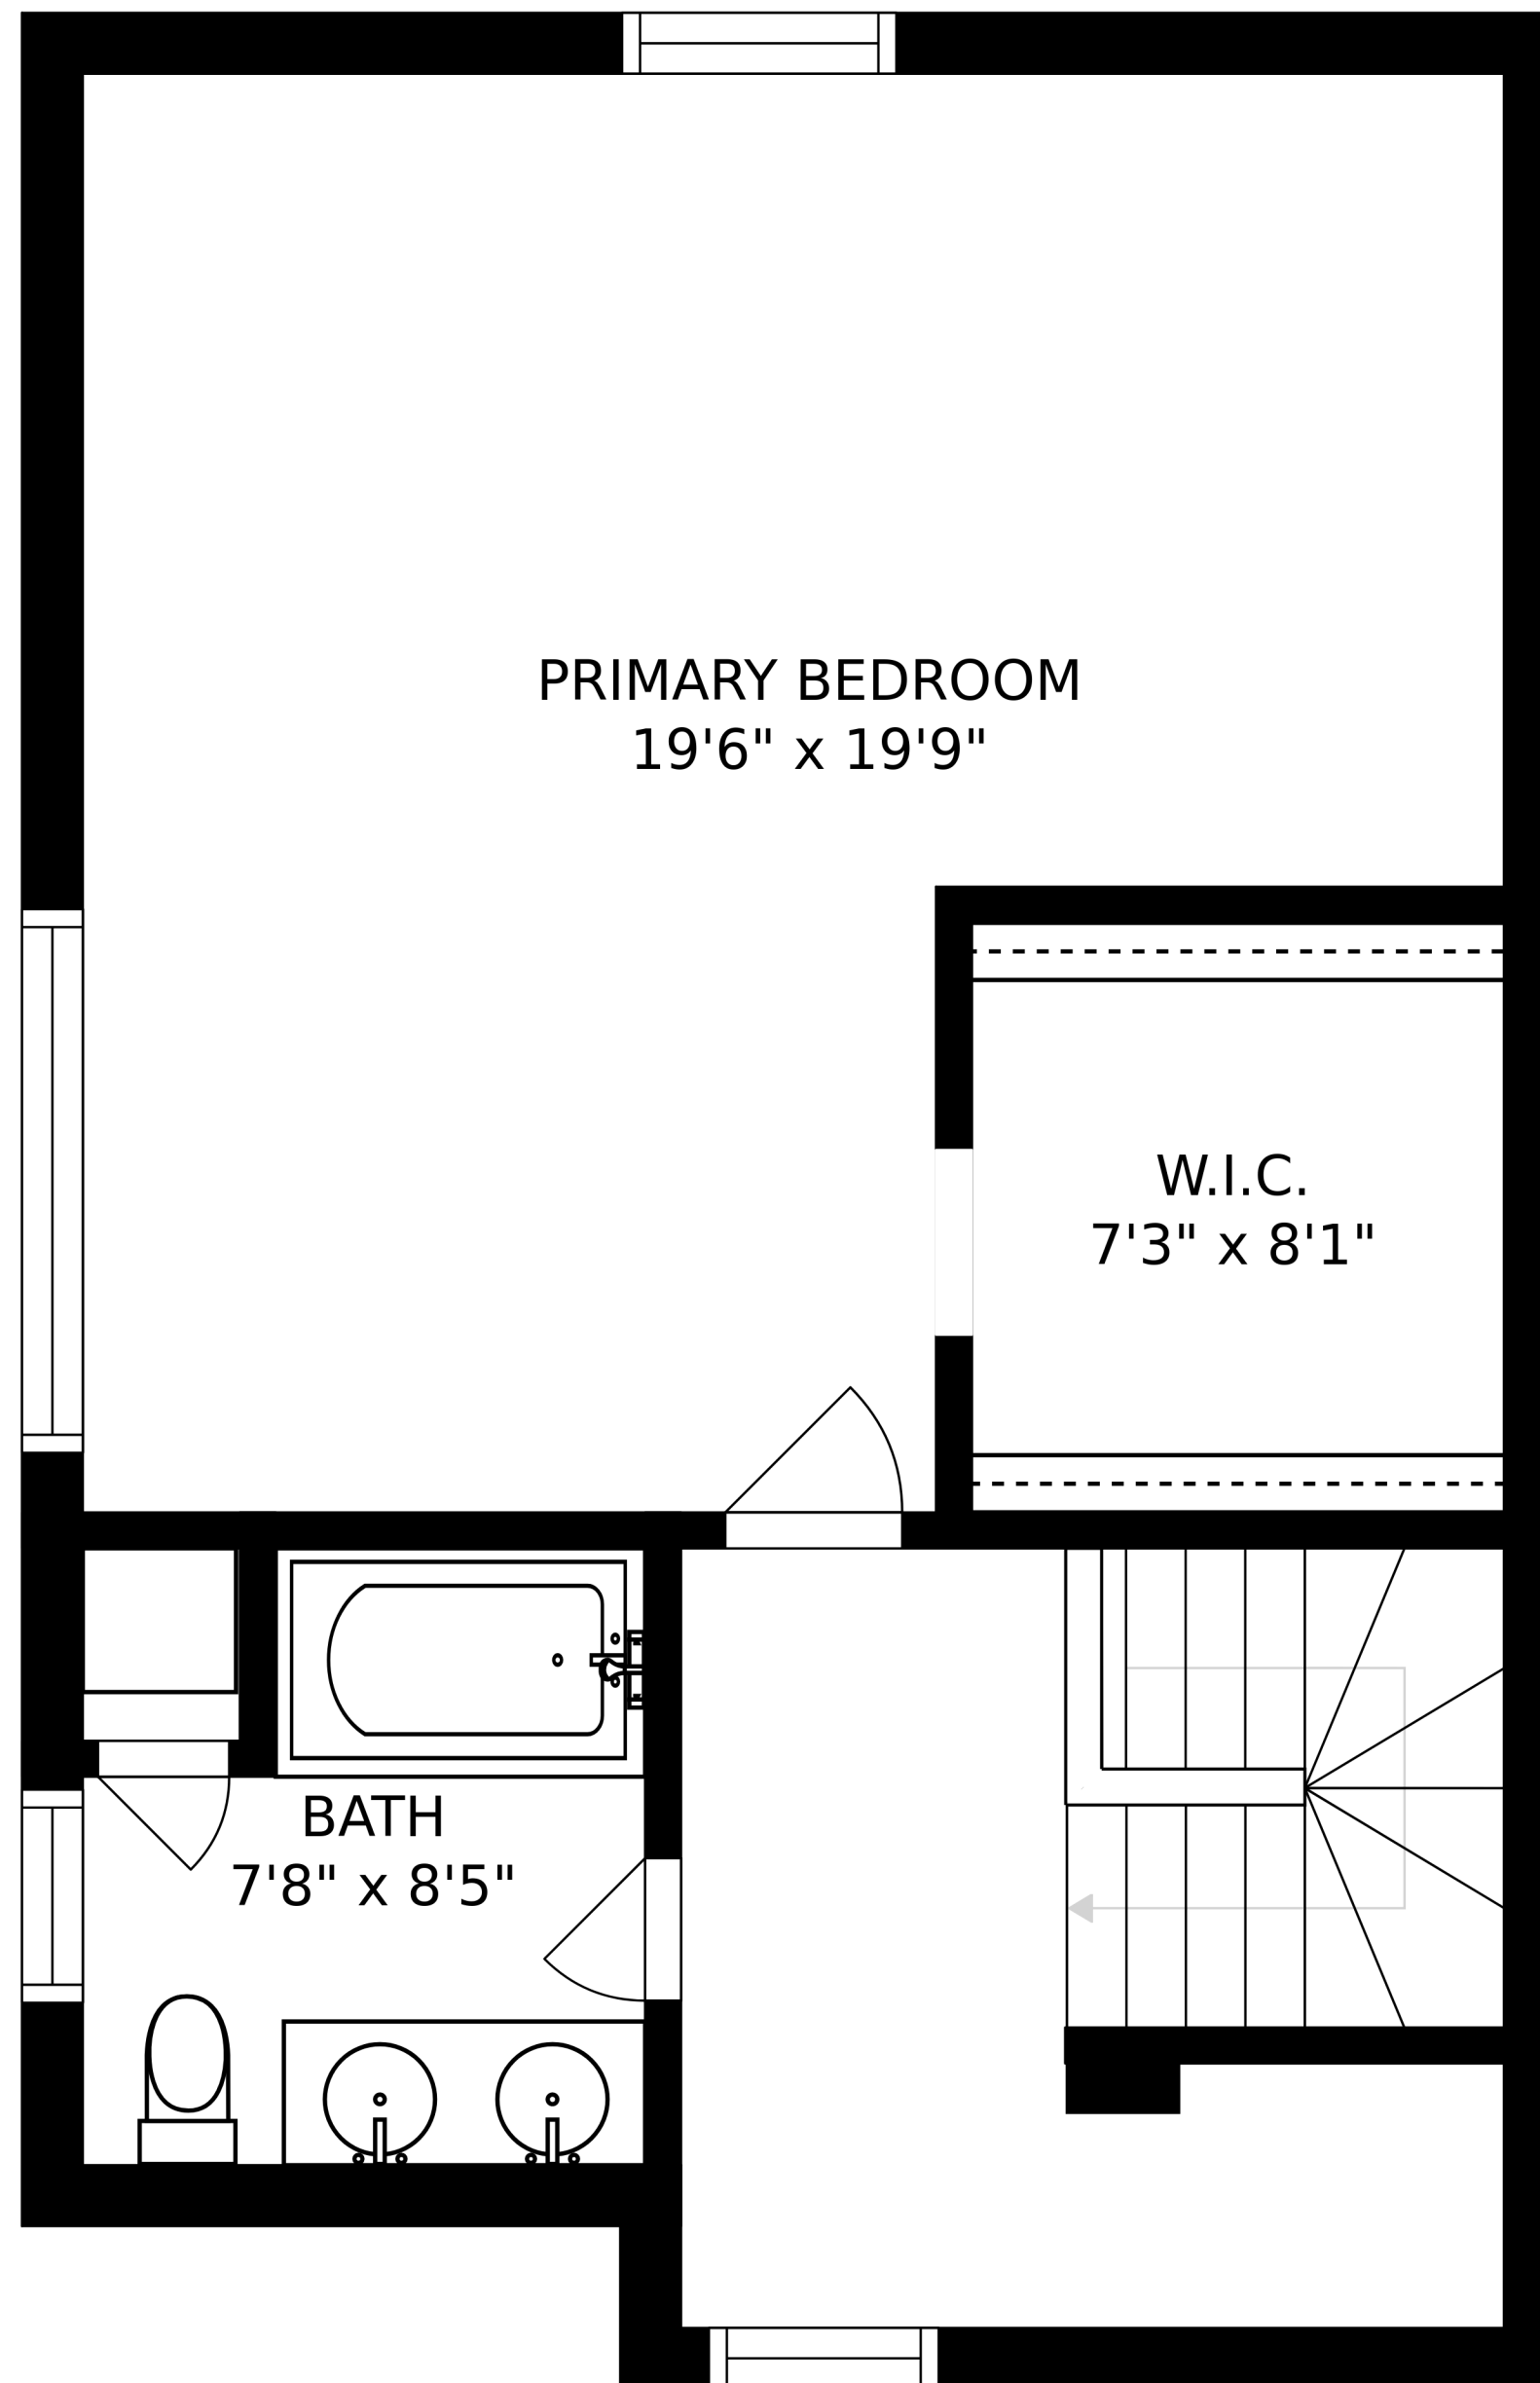 PRIMARY BEDROOM
19'6" x 19'9"
W.I.C.
7'3" x 8'1"
BATH
7'8" x 8'5"